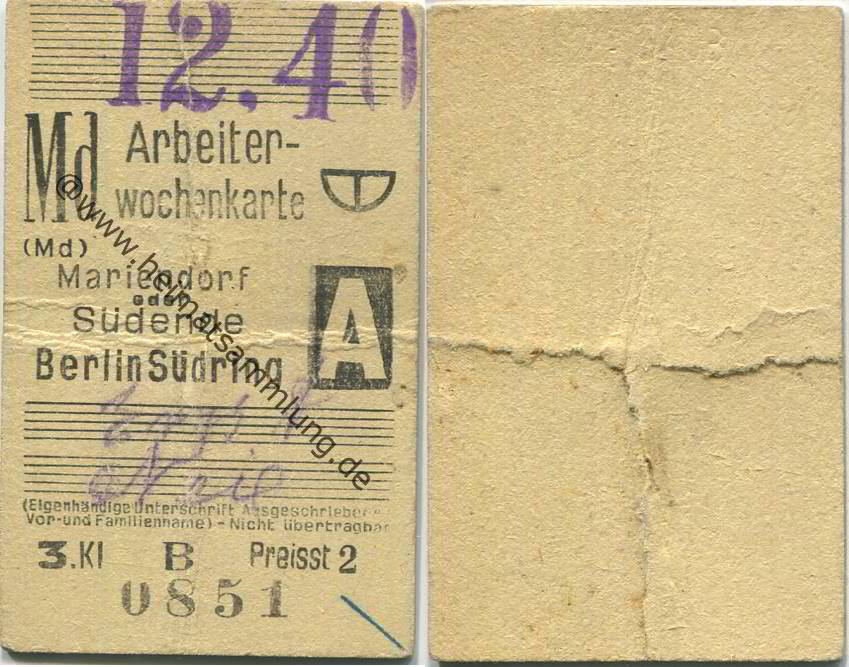 12.40
Md Arbeiter-
wochenkarte
(Md)
Mariendorf
oder
Südende
A
Berlin Südring
@www.heimatsammlung.de
(Eigenhändige Unterschrift Ausgeschriebener
Vor-und Familienname) - Nicht übertragbar
3.Kl B Preisst 2
0851